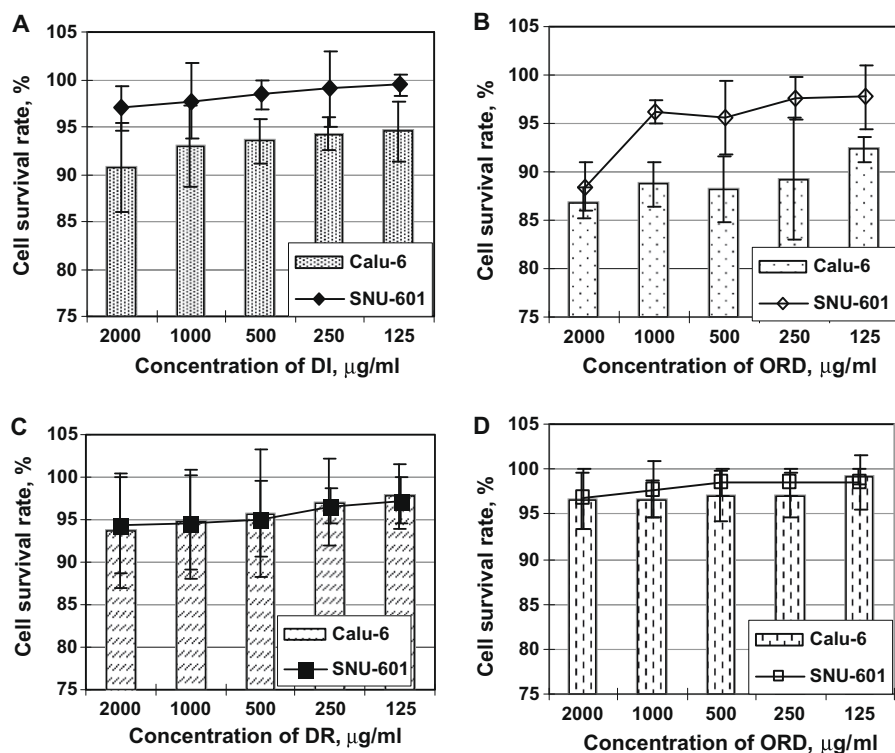 A
Cell survival rate, %
105
100
95
90
85
80
75
Calu-6
SNU-601
2000 1000 500 250 125
Concentration of DI, μg/ml
B
Cell survival rate, %
105
100
95
90
85
80
75
Calu-6
SNU-601
2000 1000 500 250 125
Concentration of ORD, μg/ml
C
Cell survival rate, %
105
100
95
90
85
80
75
Calu-6
SNU-601
2000 1000 500 250 125
Concentration of DR, μg/ml
D
Cell survival rate, %
105
100
95
90
85
80
75
Calu-6
SNU-601
2000 1000 500 250 125
Concentration of ORD, μg/ml